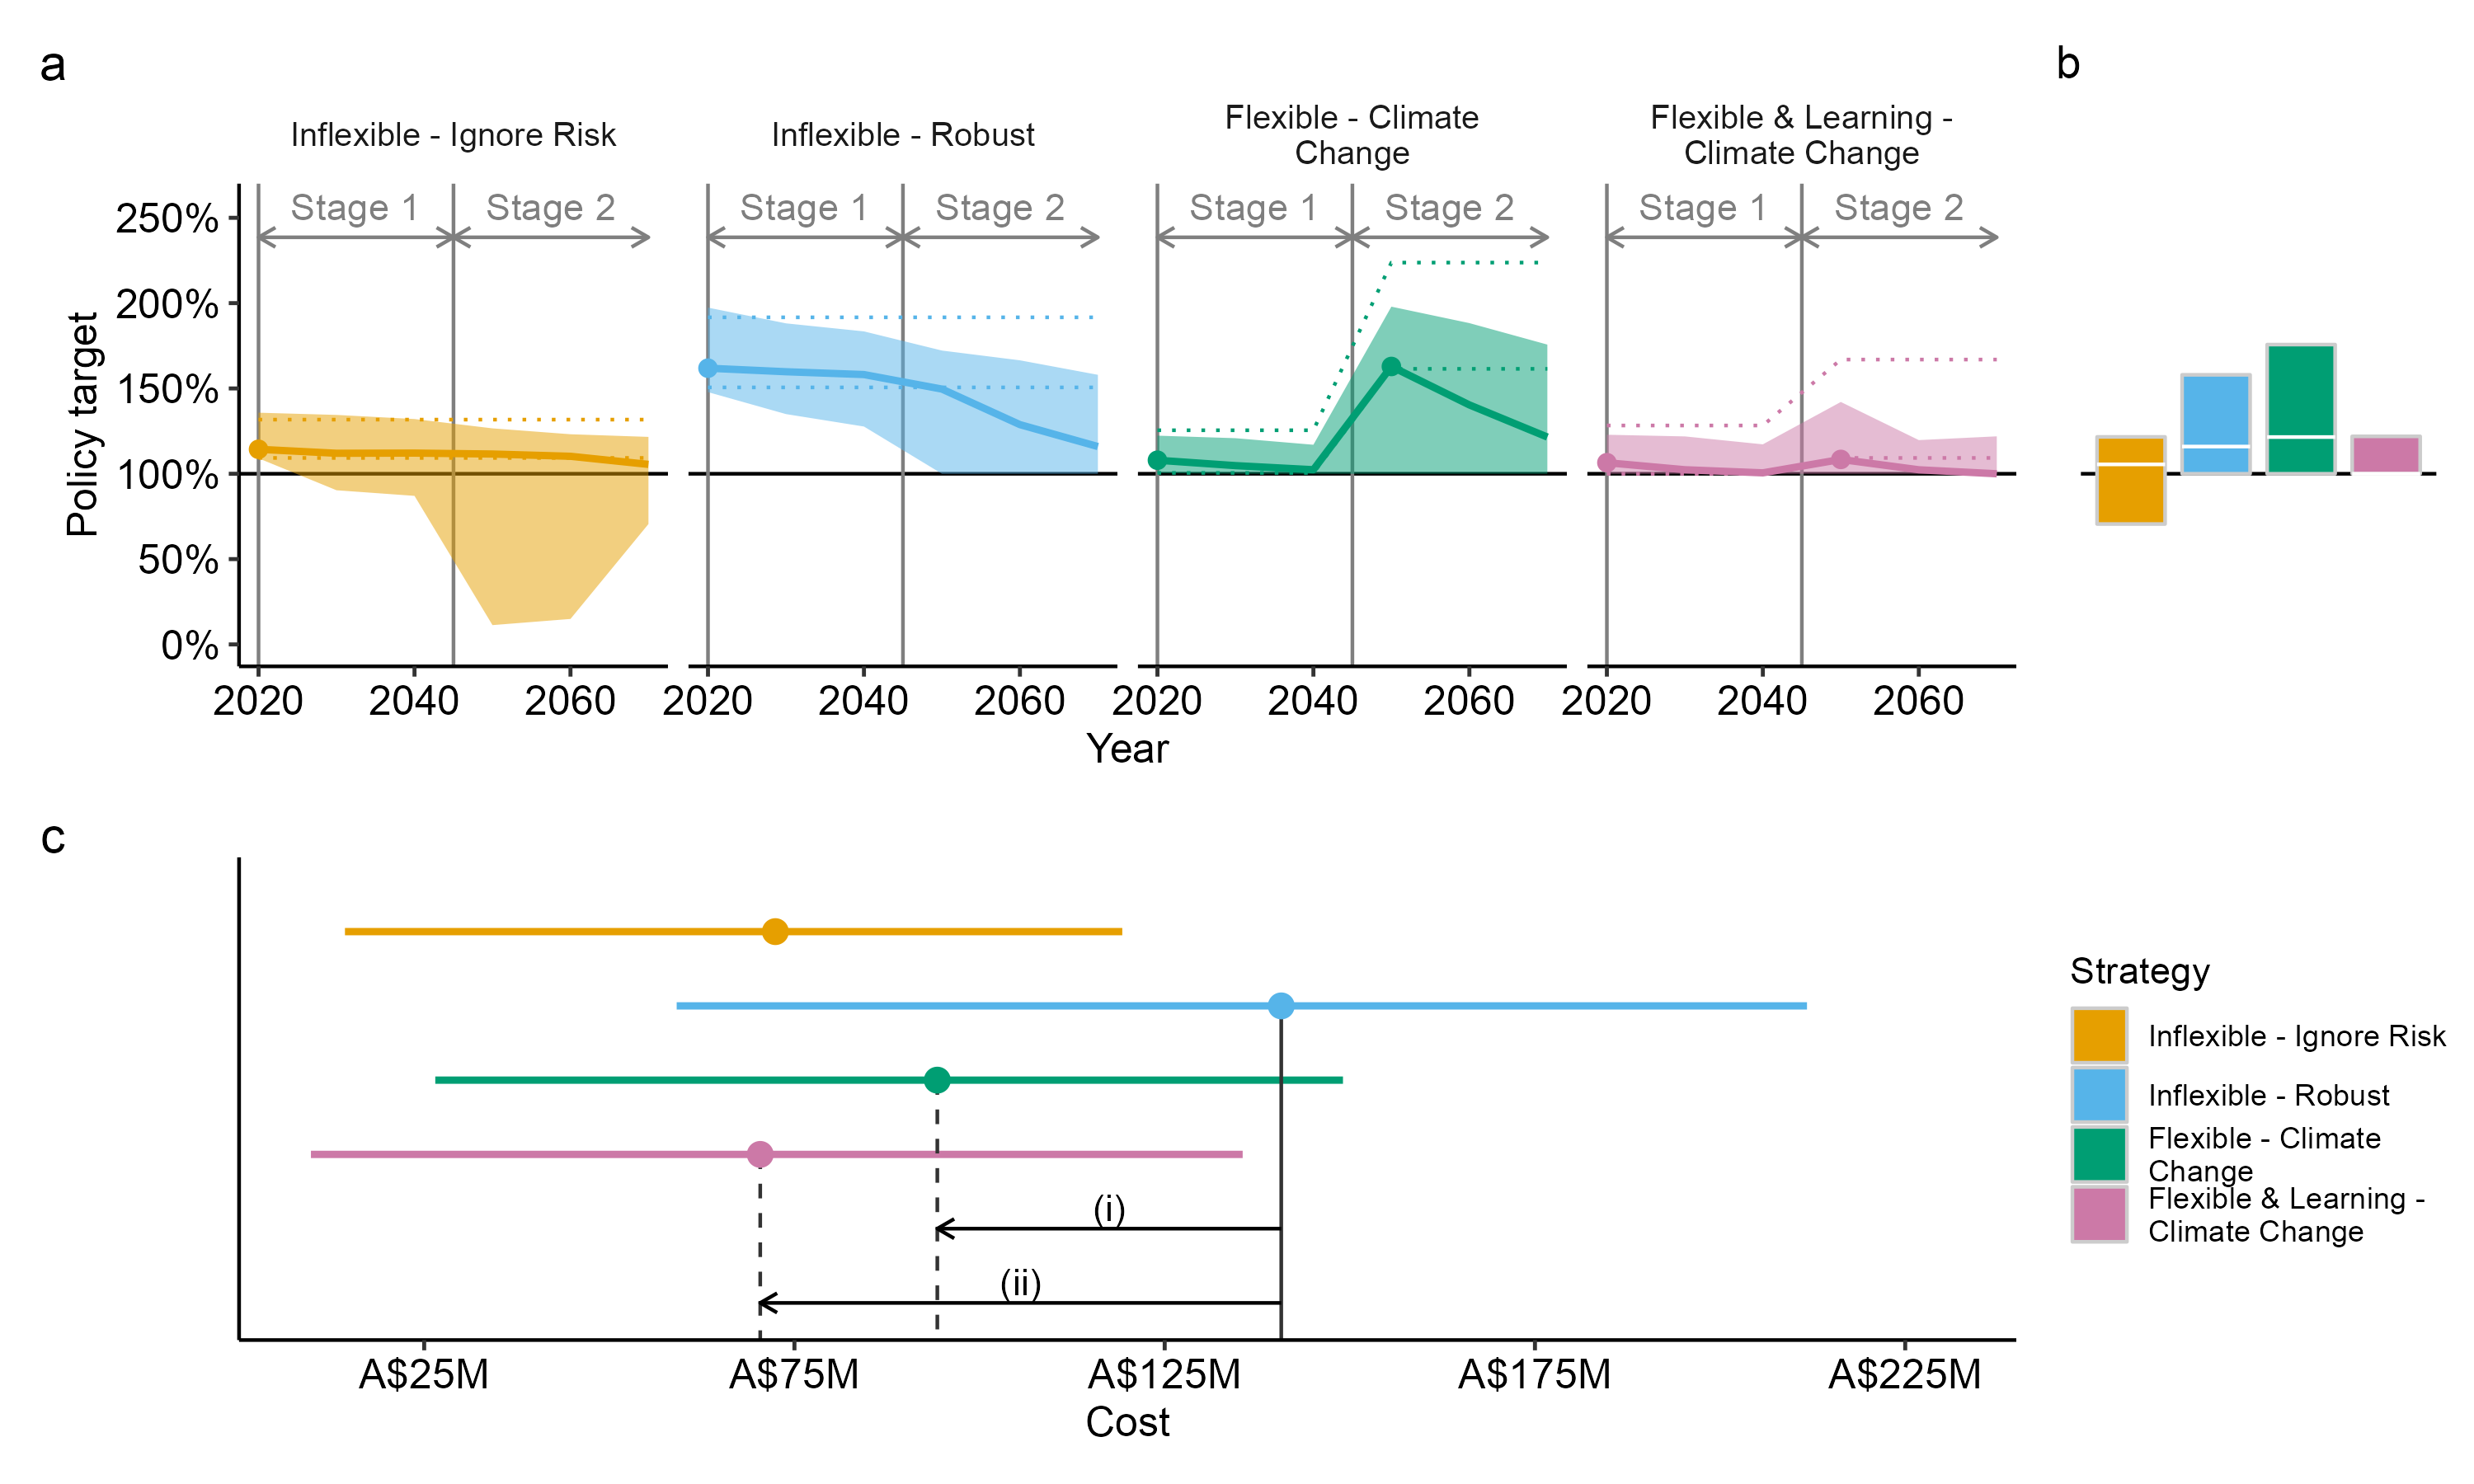 a
b
Inflexible - Ignore Risk
Inflexible - Robust
Flexible - Climate
Change
Flexible & Learning -
Climate Change
Stage 1
Stage 2
Stage 1
Stage 2
Stage 1
Stage 2
Stage 1
Stage 2
250%
200%
150%
100%
50%
0%
Policy target
2020
2040
2060
2020
2040
2060
2020
2040
2060
2020
2040
2060
Year
c
(i)
(ii)
A$25M
A$75M
A$125M
A$175M
A$225M
Cost
Strategy
Inflexible - Ignore Risk
Inflexible - Robust
Flexible - Climate
Change
Flexible & Learning -
Climate Change